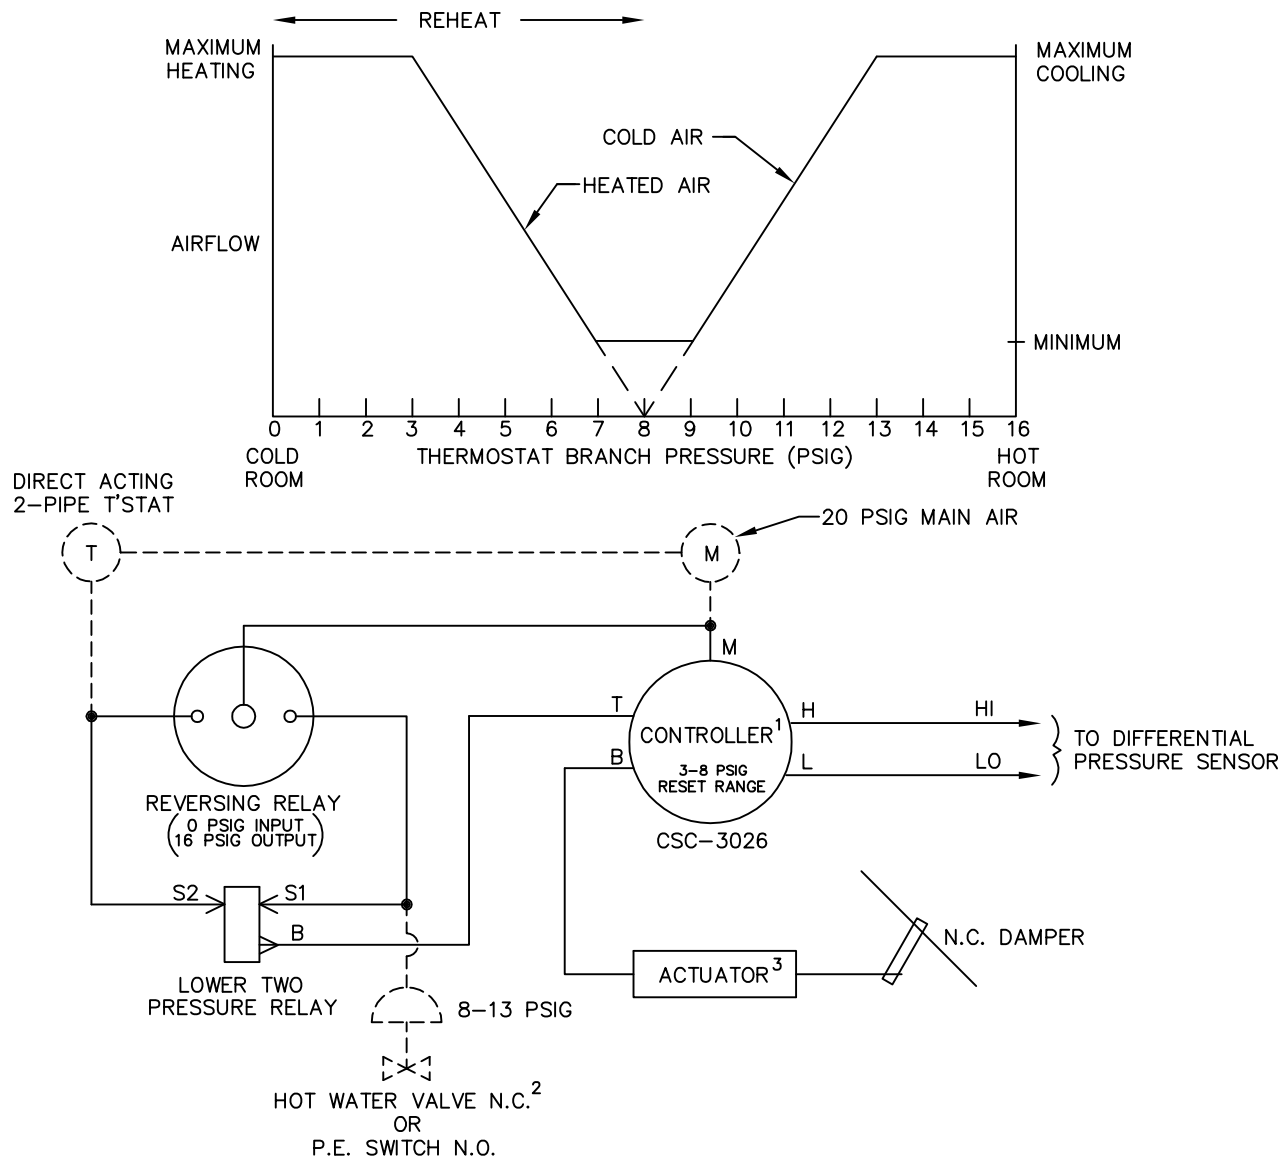 REHEAT
MAXIMUM
HEATING
MAXIMUM
COOLING
COLD AIR
HEATED AIR
AIRFLOW
MINIMUM
0 1 2 3 4 5 6 7 8 9 10 11 12 13 14 15 16
COLD
ROOM
THERMOSTAT BRANCH PRESSURE (PSIG)
HOT
ROOM
DIRECT ACTING
2-PIPE T'STAT
20 PSIG MAIN AIR
T
M
M
T
H
HI
CONTROLLER¹
TO DIFFERENTIAL
PRESSURE SENSOR
B
3-8 PSIG
RESET RANGE
L
LO
CSC-3026
REVERSING RELAY
(0 PSIG INPUT
16 PSIG OUTPUT)
S2
S1
B
N.C. DAMPER
ACTUATOR³
LOWER TWO
PRESSURE RELAY
8-13 PSIG
HOT WATER VALVE N.C.²
OR
P.E. SWITCH N.O.